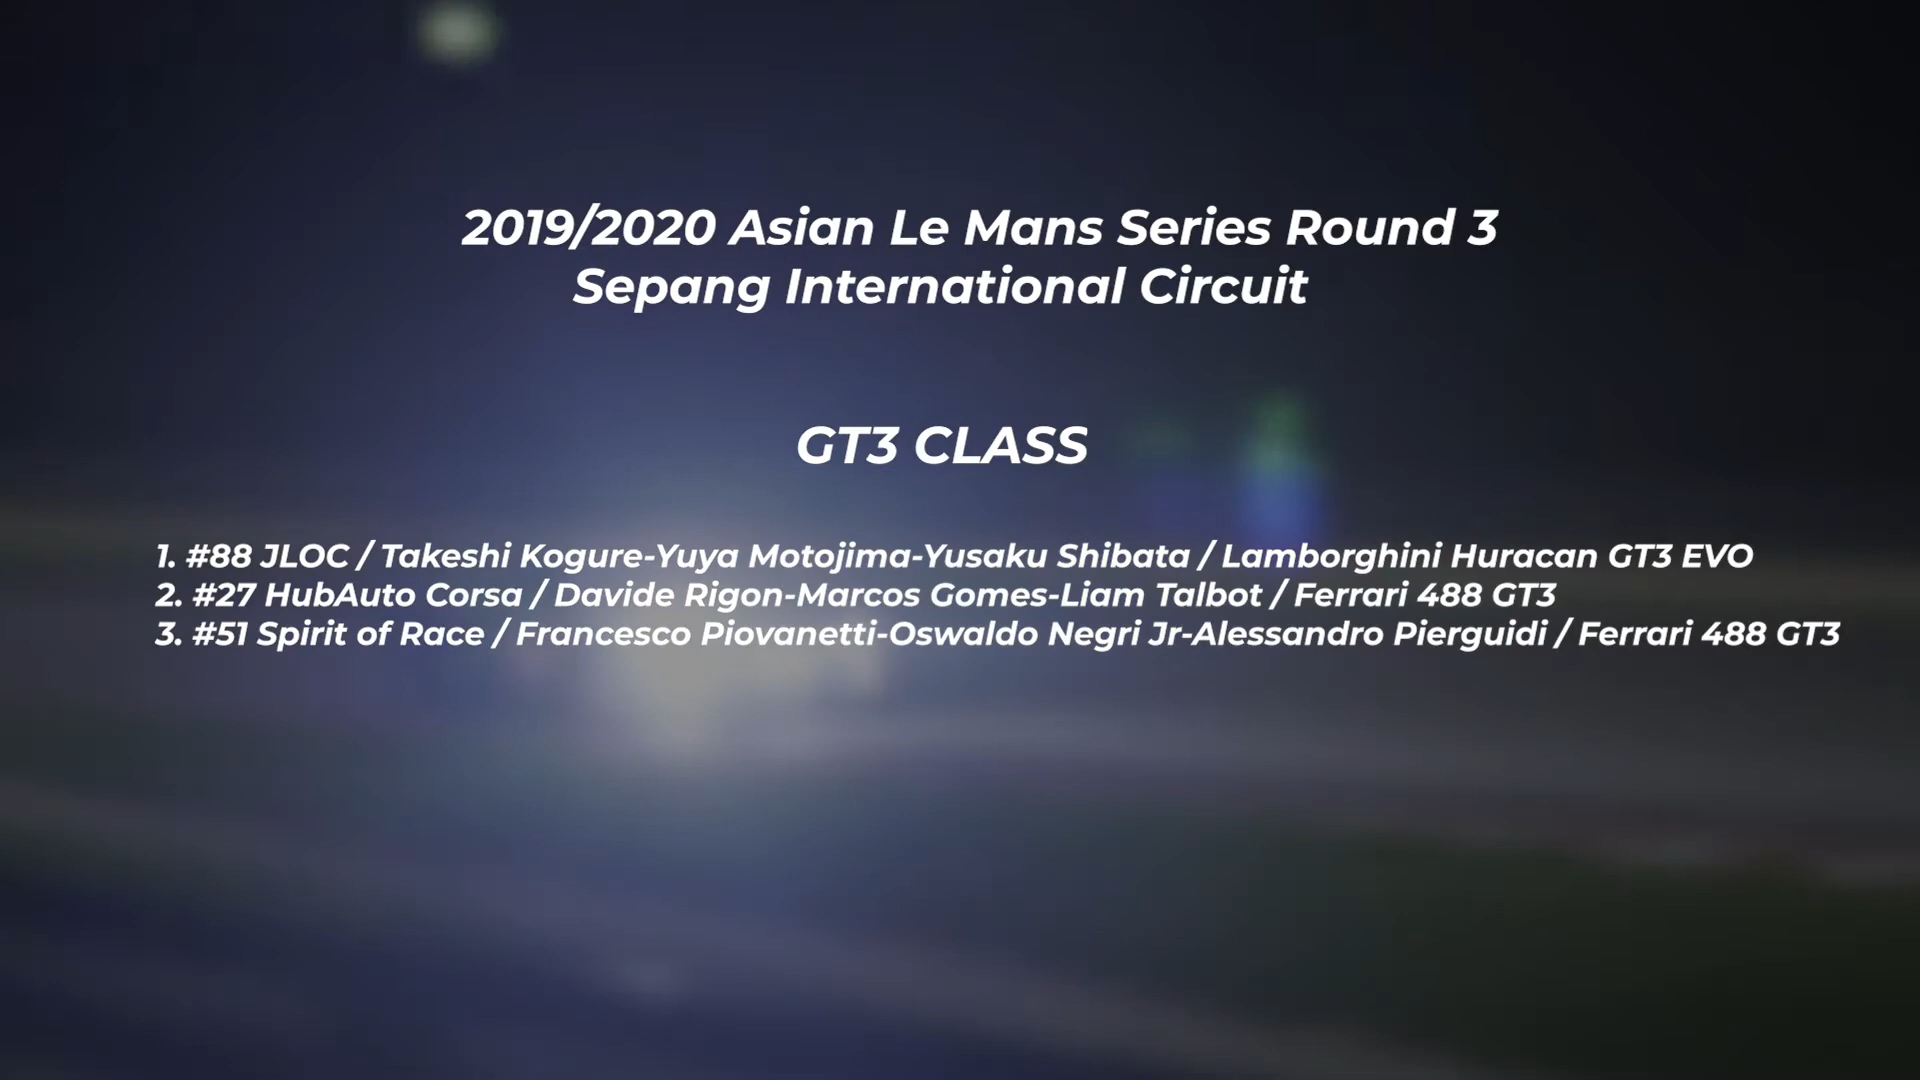 2019/2020 Asian Le Mans Series Round 3
Sepang International Circuit
GT3 CLASS
1. #88 JLOC / Takeshi Kogure-Yuya Motojima-Yusaku Shibata / Lamborghini Huracan GT3 EVO
2. #27 HubAuto Corsa / Davide Rigon-Marcos Gomes-Liam Talbot / Ferrari 488 GT3
3. #51 Spirit of Race / Francesco Piovanetti-Oswaldo Negri Jr-Alessandro Pierguidi / Ferrari 488 GT3